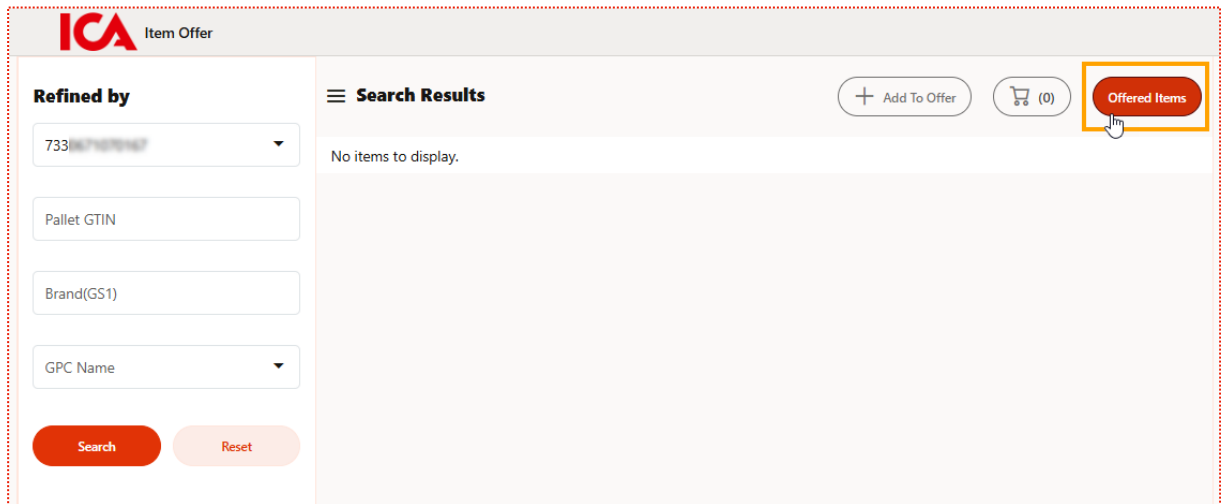 ICA Item Offer
Refined by
733
Pallet GTIN
Brand(GS1)
GPC Name
Search Reset
Search Results
Add To Offer
(0)
Offered Items
No items to display.